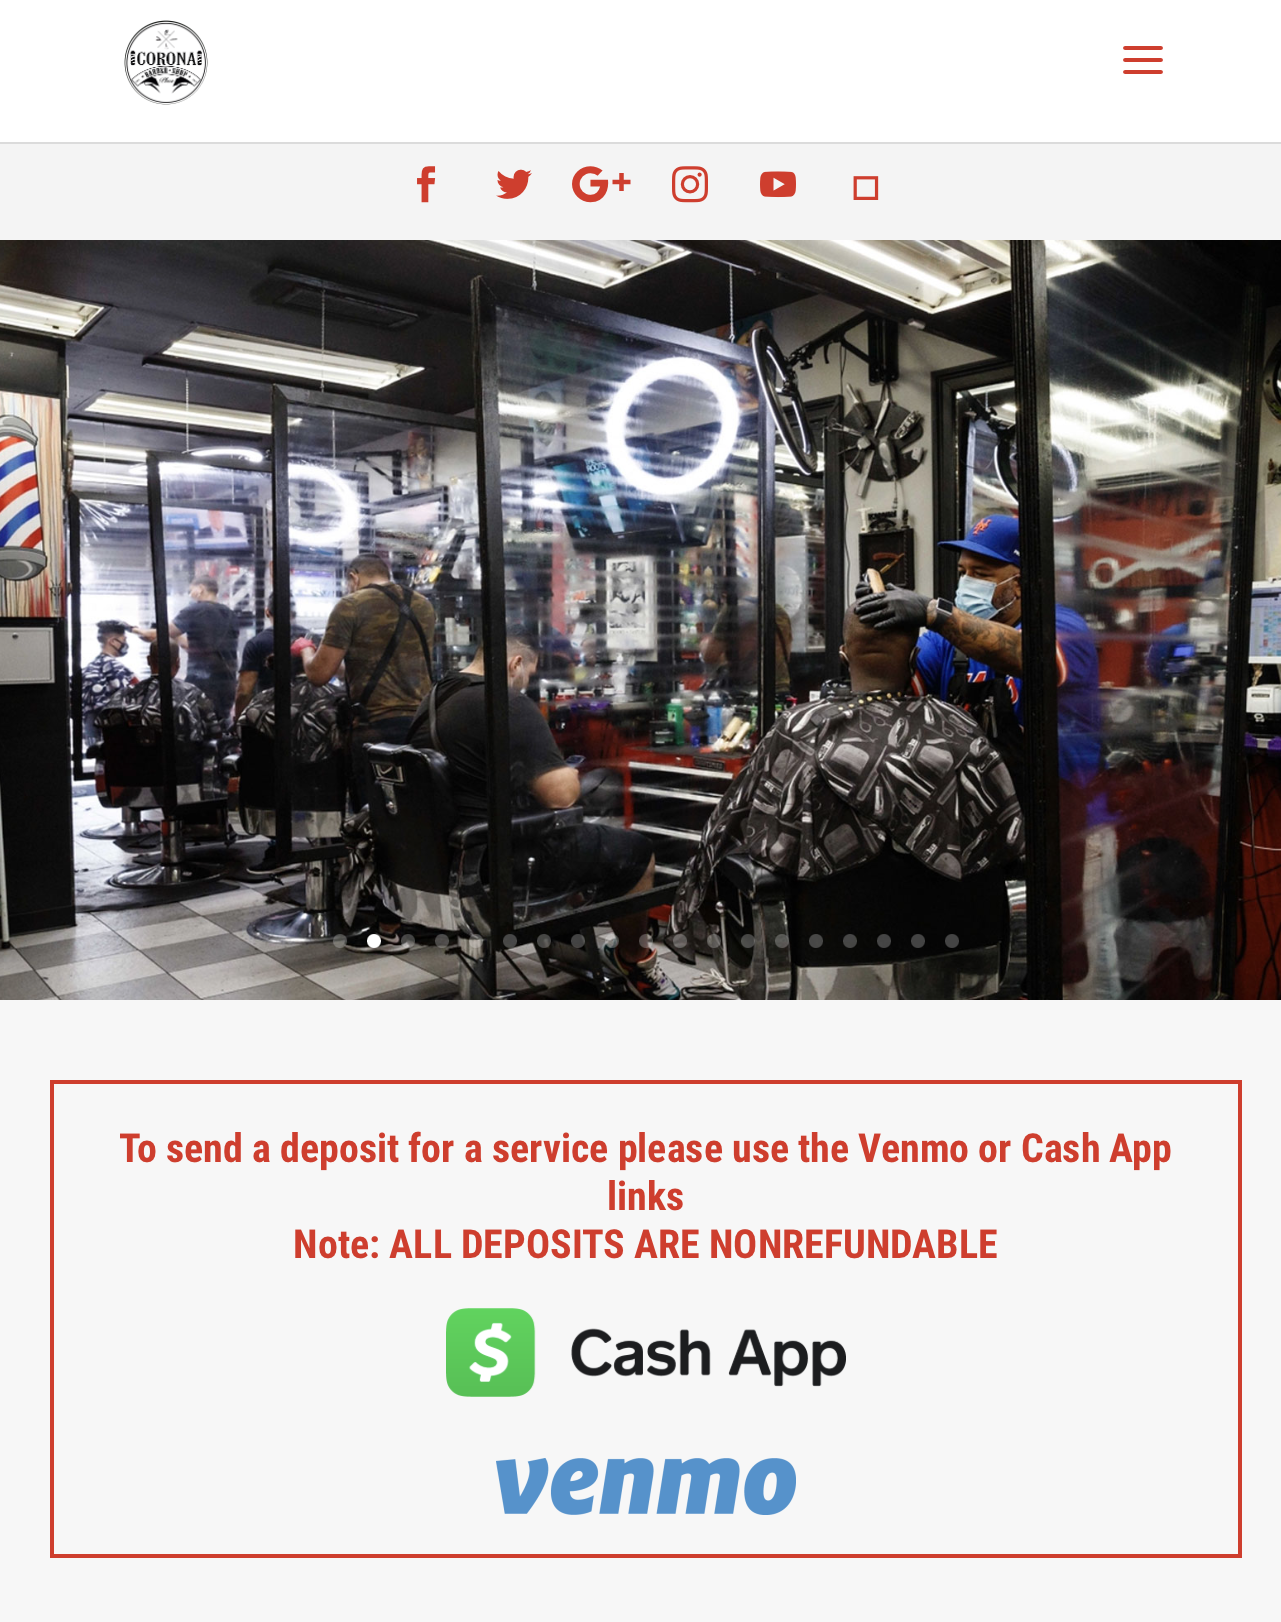 CORONA
BARBER SHOP
Plus
To send a deposit for a service please use the Venmo or Cash App
links
Note: ALL DEPOSITS ARE NONREFUNDABLE
Cash App
venmo